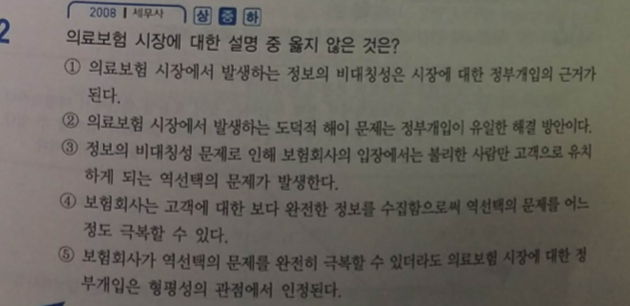 2008 | 세무사 상 중 하
2
의료보험 시장에 대한 설명 중 옳지 않은 것은?
① 의료보험 시장에서 발생하는 정보의 비대칭성은 시장에 대한 정부개입의 근거가
된다.
② 의료보험 시장에서 발생하는 도덕적 해이 문제는 정부개입이 유일한 해결 방안이다.
③ 정보의 비대칭성 문제로 인해 보험회사의 입장에서는 불리한 사람만 고객으로 유치
하게 되는 역선택의 문제가 발생한다.
④ 보험회사는 고객에 대한 보다 완전한 정보를 수집함으로써 역선택의 문제를 어느
정도 극복할 수 있다.
⑤ 보험회사가 역선택의 문제를 완전히 극복할 수 있더라도 의료보험 시장에 대한 정
부개입은 형평성의 관점에서 인정된다.